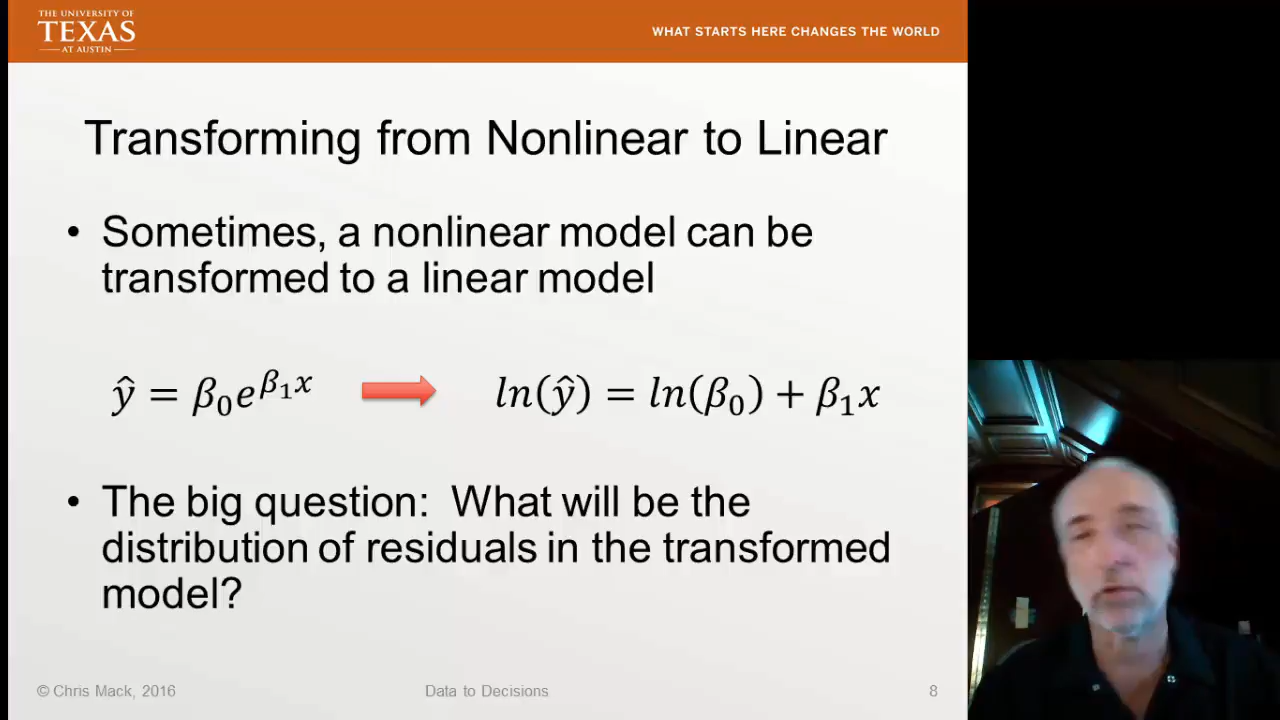 THE UNIVERSITY OF
TEXAS
AT AUSTIN
WHAT STARTS HERE CHANGES THE WORLD
Transforming from Nonlinear to Linear
• Sometimes, a nonlinear model can be
transformed to a linear model
ŷ = β₀e^{β₁x} ln(ŷ) = ln(β₀) + β₁x
• The big question: What will be the
distribution of residuals in the transformed
model?
© Chris Mack, 2016 Data to Decisions 8